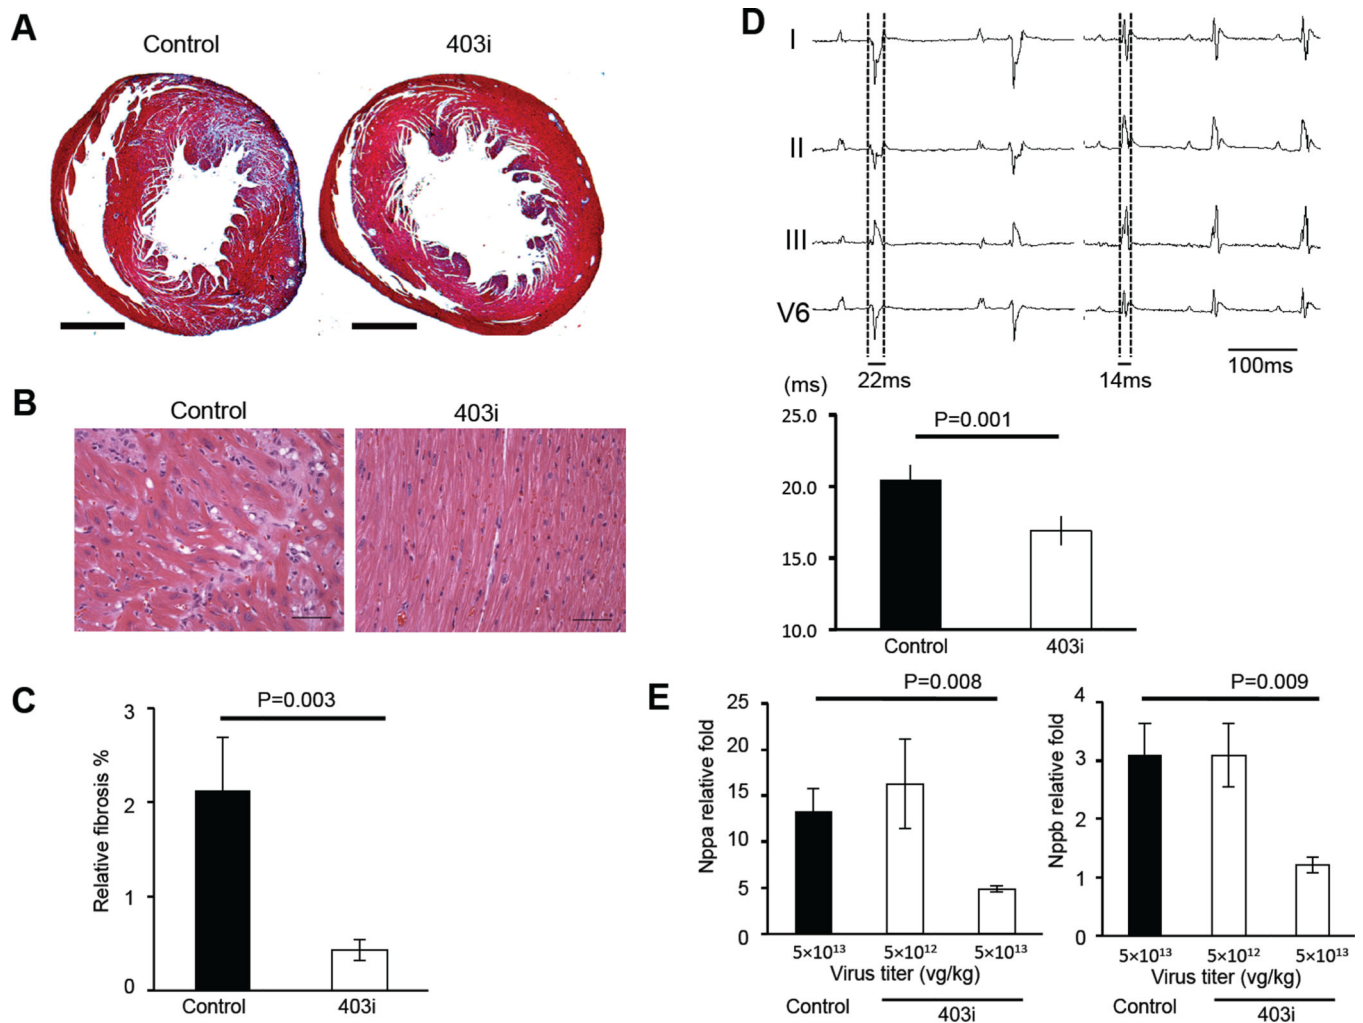 A
Control 403i
B
Control 403i
C
P=0.003
Relative fibrosis %
3
2
1
0
Control 403i
D
I
II
III
V6
22ms 14ms 100ms
(ms)
P=0.001
25.0
20.0
15.0
10.0
Control 403i
E
P=0.008
Nppa relative fold
25
20
15
10
5
0
5×10¹³ 5×10¹² 5×10¹³
Virus titer (vg/kg)
Control 403i
P=0.009
Nppb relative fold
4
3
2
1
0
5×10¹³ 5×10¹² 5×10¹³
Virus titer (vg/kg)
Control 403i